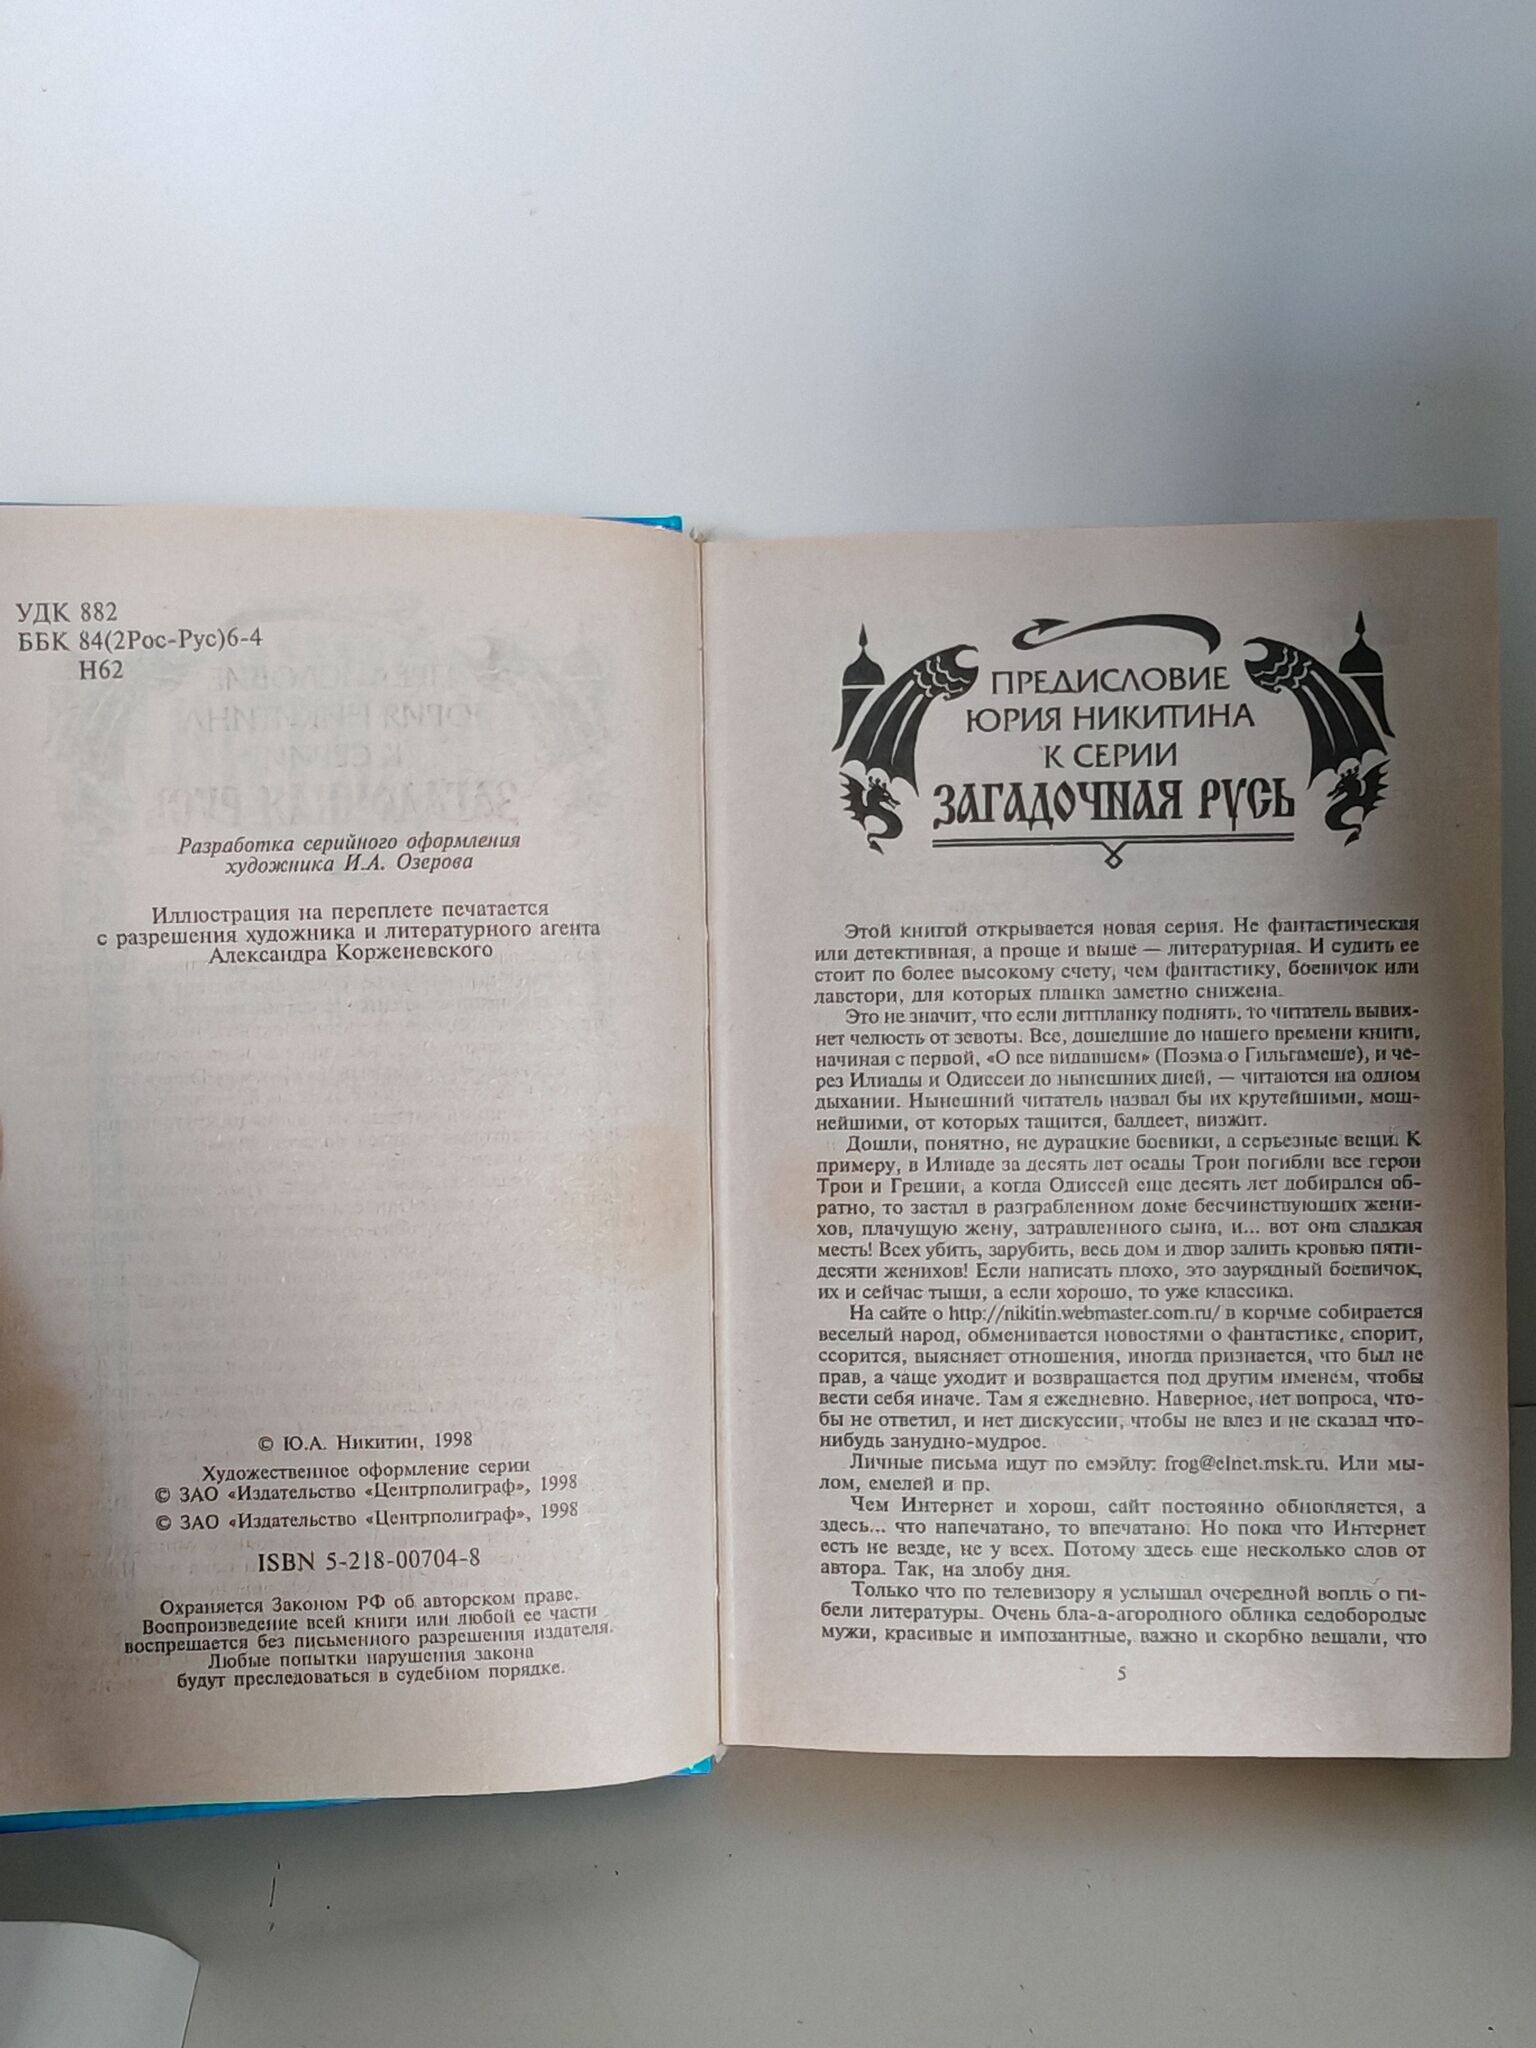 УДК 882
ББК 84(2Рос-Рус)6-4
Н62
Разработка серийного оформления
художника И.А. Озерова
Иллюстрация на переплете печатается
с разрешения художника и литературного агента
Александра Корженевского
© Ю.А. Никитин, 1998
Художественное оформление серии
© ЗАО «Издательство «Центрполиграф», 1998
© ЗАО «Издательство «Центрполиграф», 1998
ISBN 5-218-00704-8
Охраняется Законом РФ об авторском праве.
Воспроизведение всей книги или любой ее части
воспрещается без письменного разрешения издателя.
Любые попытки нарушения закона
будут преследоваться в судебном порядке.
ПРЕДИСЛОВИЕ
ЮРИЯ НИКИТИНА
К СЕРИИ
ЗАГАДОЧНАЯ РУСЬ
Этой книгой открывается новая серия. Не фантастическая
или детективная, а проще и выше — литературная. И судить ее
стоит по более высокому счету, чем фантастику, боевичок или
лавстори, для которых планка заметно снижена.
Это не значит, что если литпланку поднять, то читатель вывих-
нет челюсть от зевоты. Все, дошедшие до нашего времени книги,
начиная с первой, «О все видавшем» (Поэма о Гильгамеше), и че-
рез Илиады и Одиссеи до нынешних дней, — читаются на одном
дыхании. Нынешний читатель назвал бы их крутейшими, мощ-
нейшими, от которых тащится, балдеет, визжит.
Дошли, понятно, не дурацкие боевики, а серьезные вещи. К
примеру, в Илиаде за десять лет осады Трои погибли все герои
Трои и Греции, а когда Одиссей еще десять лет добирался об-
ратно, то застал в разграбленном доме бесчинствующих жени-
хов, плачущую жену, затравленного сына, и... вот она сладкая
месть! Всех убить, зарубить, весь дом и двор залить кровью пяти-
десяти женихов! Если написать плохо, это заурядный боевичок,
их и сейчас тыщи, а если хорошо, то уже классика.
На сайте о http://nikitin.webmaster.com.ru/ в корчме собирается
веселый народ, обменивается новостями о фантастике, спорит,
ссорится, выясняет отношения, иногда признается, что был не
прав, а чаще уходит и возвращается под другим именем, чтобы
вести себя иначе. Там я ежедневно. Наверное, нет вопроса, что-
бы не ответил, и нет дискуссии, чтобы не влез и не сказал что-
нибудь занудно-мудрое.
Личные письма идут по емэйлу: frog@elnet.msk.ru. Или мы-
лом, емелей и пр.
Чем Интернет и хорош, сайт постоянно обновляется, а
здесь... что напечатано, то впечатано. Но пока что Интернет
есть не везде, не у всех. Потому здесь еще несколько слов от
автора. Так, на злобу дня.
Только что по телевизору я услышал очередной вопль о ги-
бели литературы. Очень бла-а-агородного облика седобородые
мужи, красивые и импозантные, важно и скорбно вещали, что
5